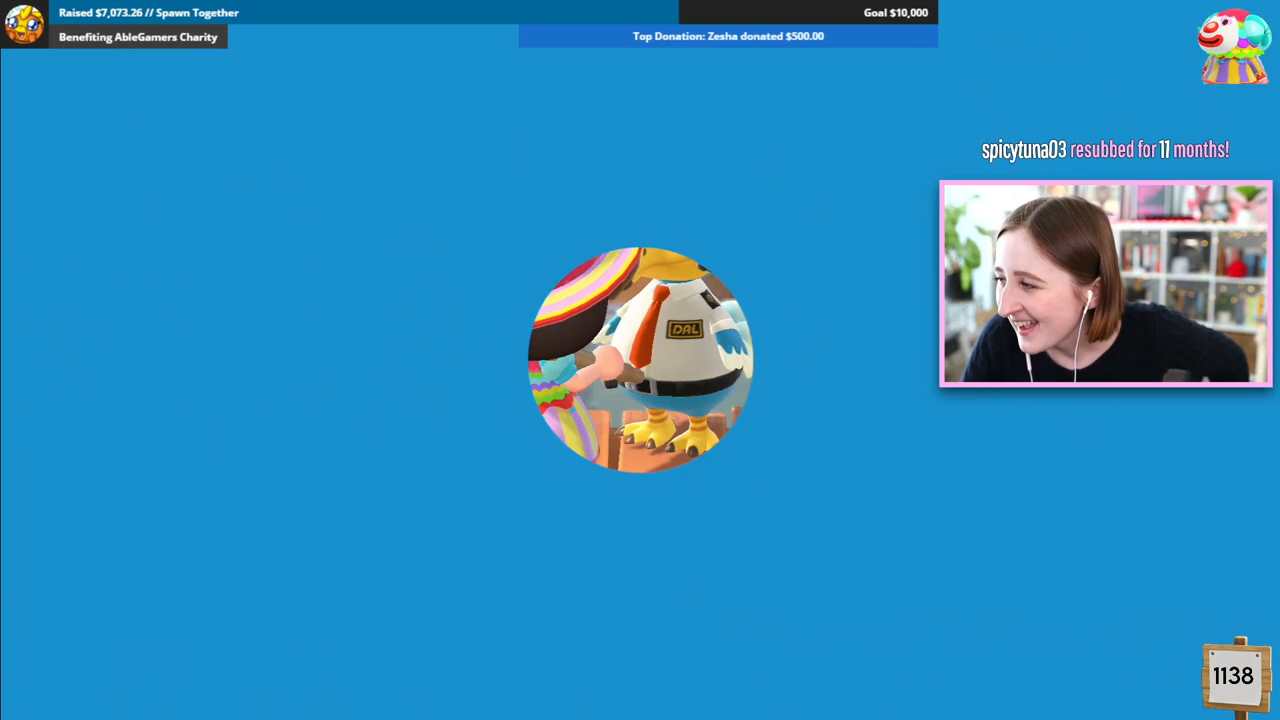 Raised $7,073.26 // Spawn Together
Goal $10,000
Benefiting AbleGamers Charity
Top Donation: Zesha donated $500.00
spicytuna03 resubbed for 11 months!
DAL
1138